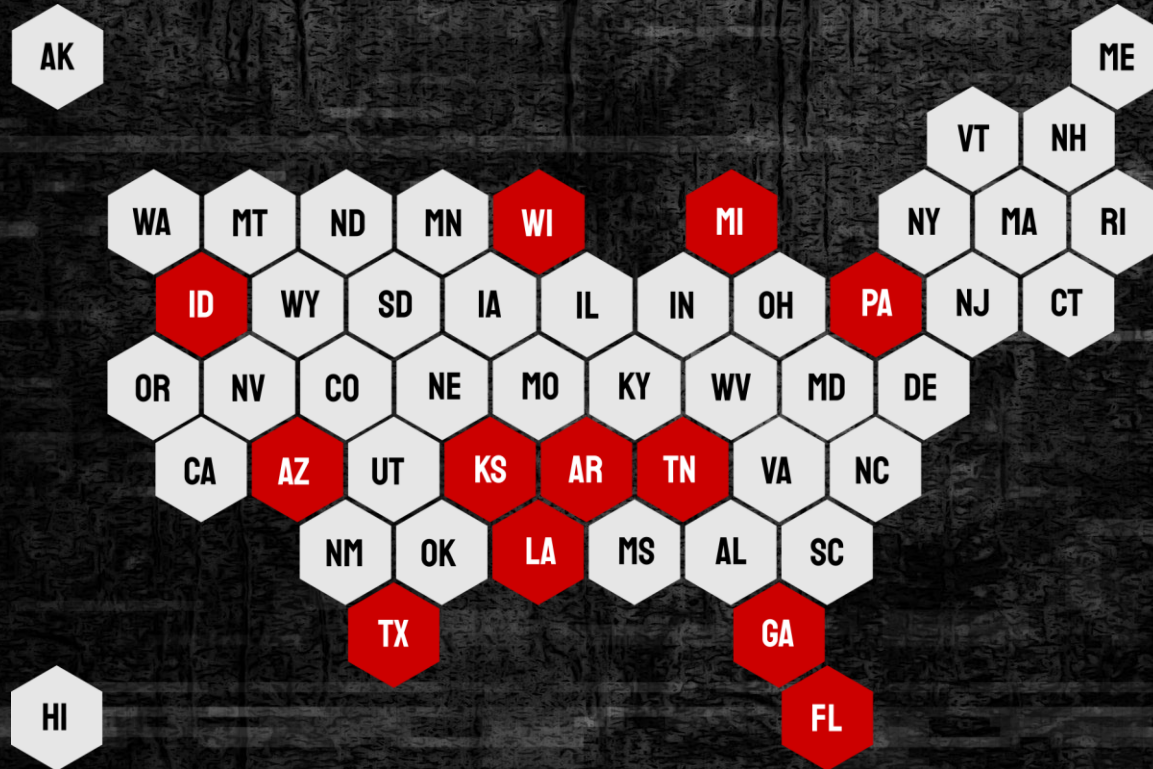 AK
ME
VT NH
WA MT ND MN WI MI NY MA RI
ID WY SD IA IL IN OH PA NJ CT
OR NV CO NE MO KY WV MD DE
CA AZ UT KS AR TN VA NC
NM OK LA MS AL SC
TX GA
HI FL